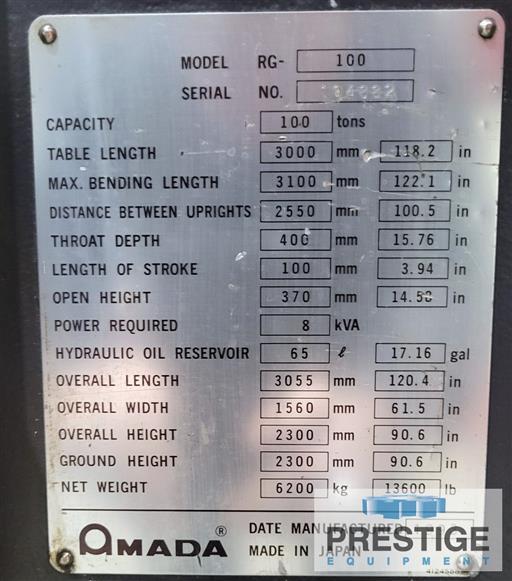 MODEL RG- 100
SERIAL NO.
CAPACITY 100 tons
TABLE LENGTH 3000 mm 118.2 in
MAX. BENDING LENGTH 3100 mm 122.1 in
DISTANCE BETWEEN UPRIGHTS 2550 mm 100.5 in
THROAT DEPTH 400 mm 15.76 in
LENGTH OF STROKE 100 mm 3.94 in
OPEN HEIGHT 370 mm 14.58 in
POWER REQUIRED 8 kVA
HYDRAULIC OIL RESERVOIR 65 ℓ 17.16 gal
OVERALL LENGTH 3055 mm 120.4 in
OVERALL WIDTH 1560 mm 61.5 in
OVERALL HEIGHT 2300 mm 90.6 in
GROUND HEIGHT 2300 mm 90.6 in
NET WEIGHT 6200 kg 13600 lb
AMADA ®
DATE MANUFACTURED
MADE IN JAPAN
PRESTIGE
EQUIPMENT